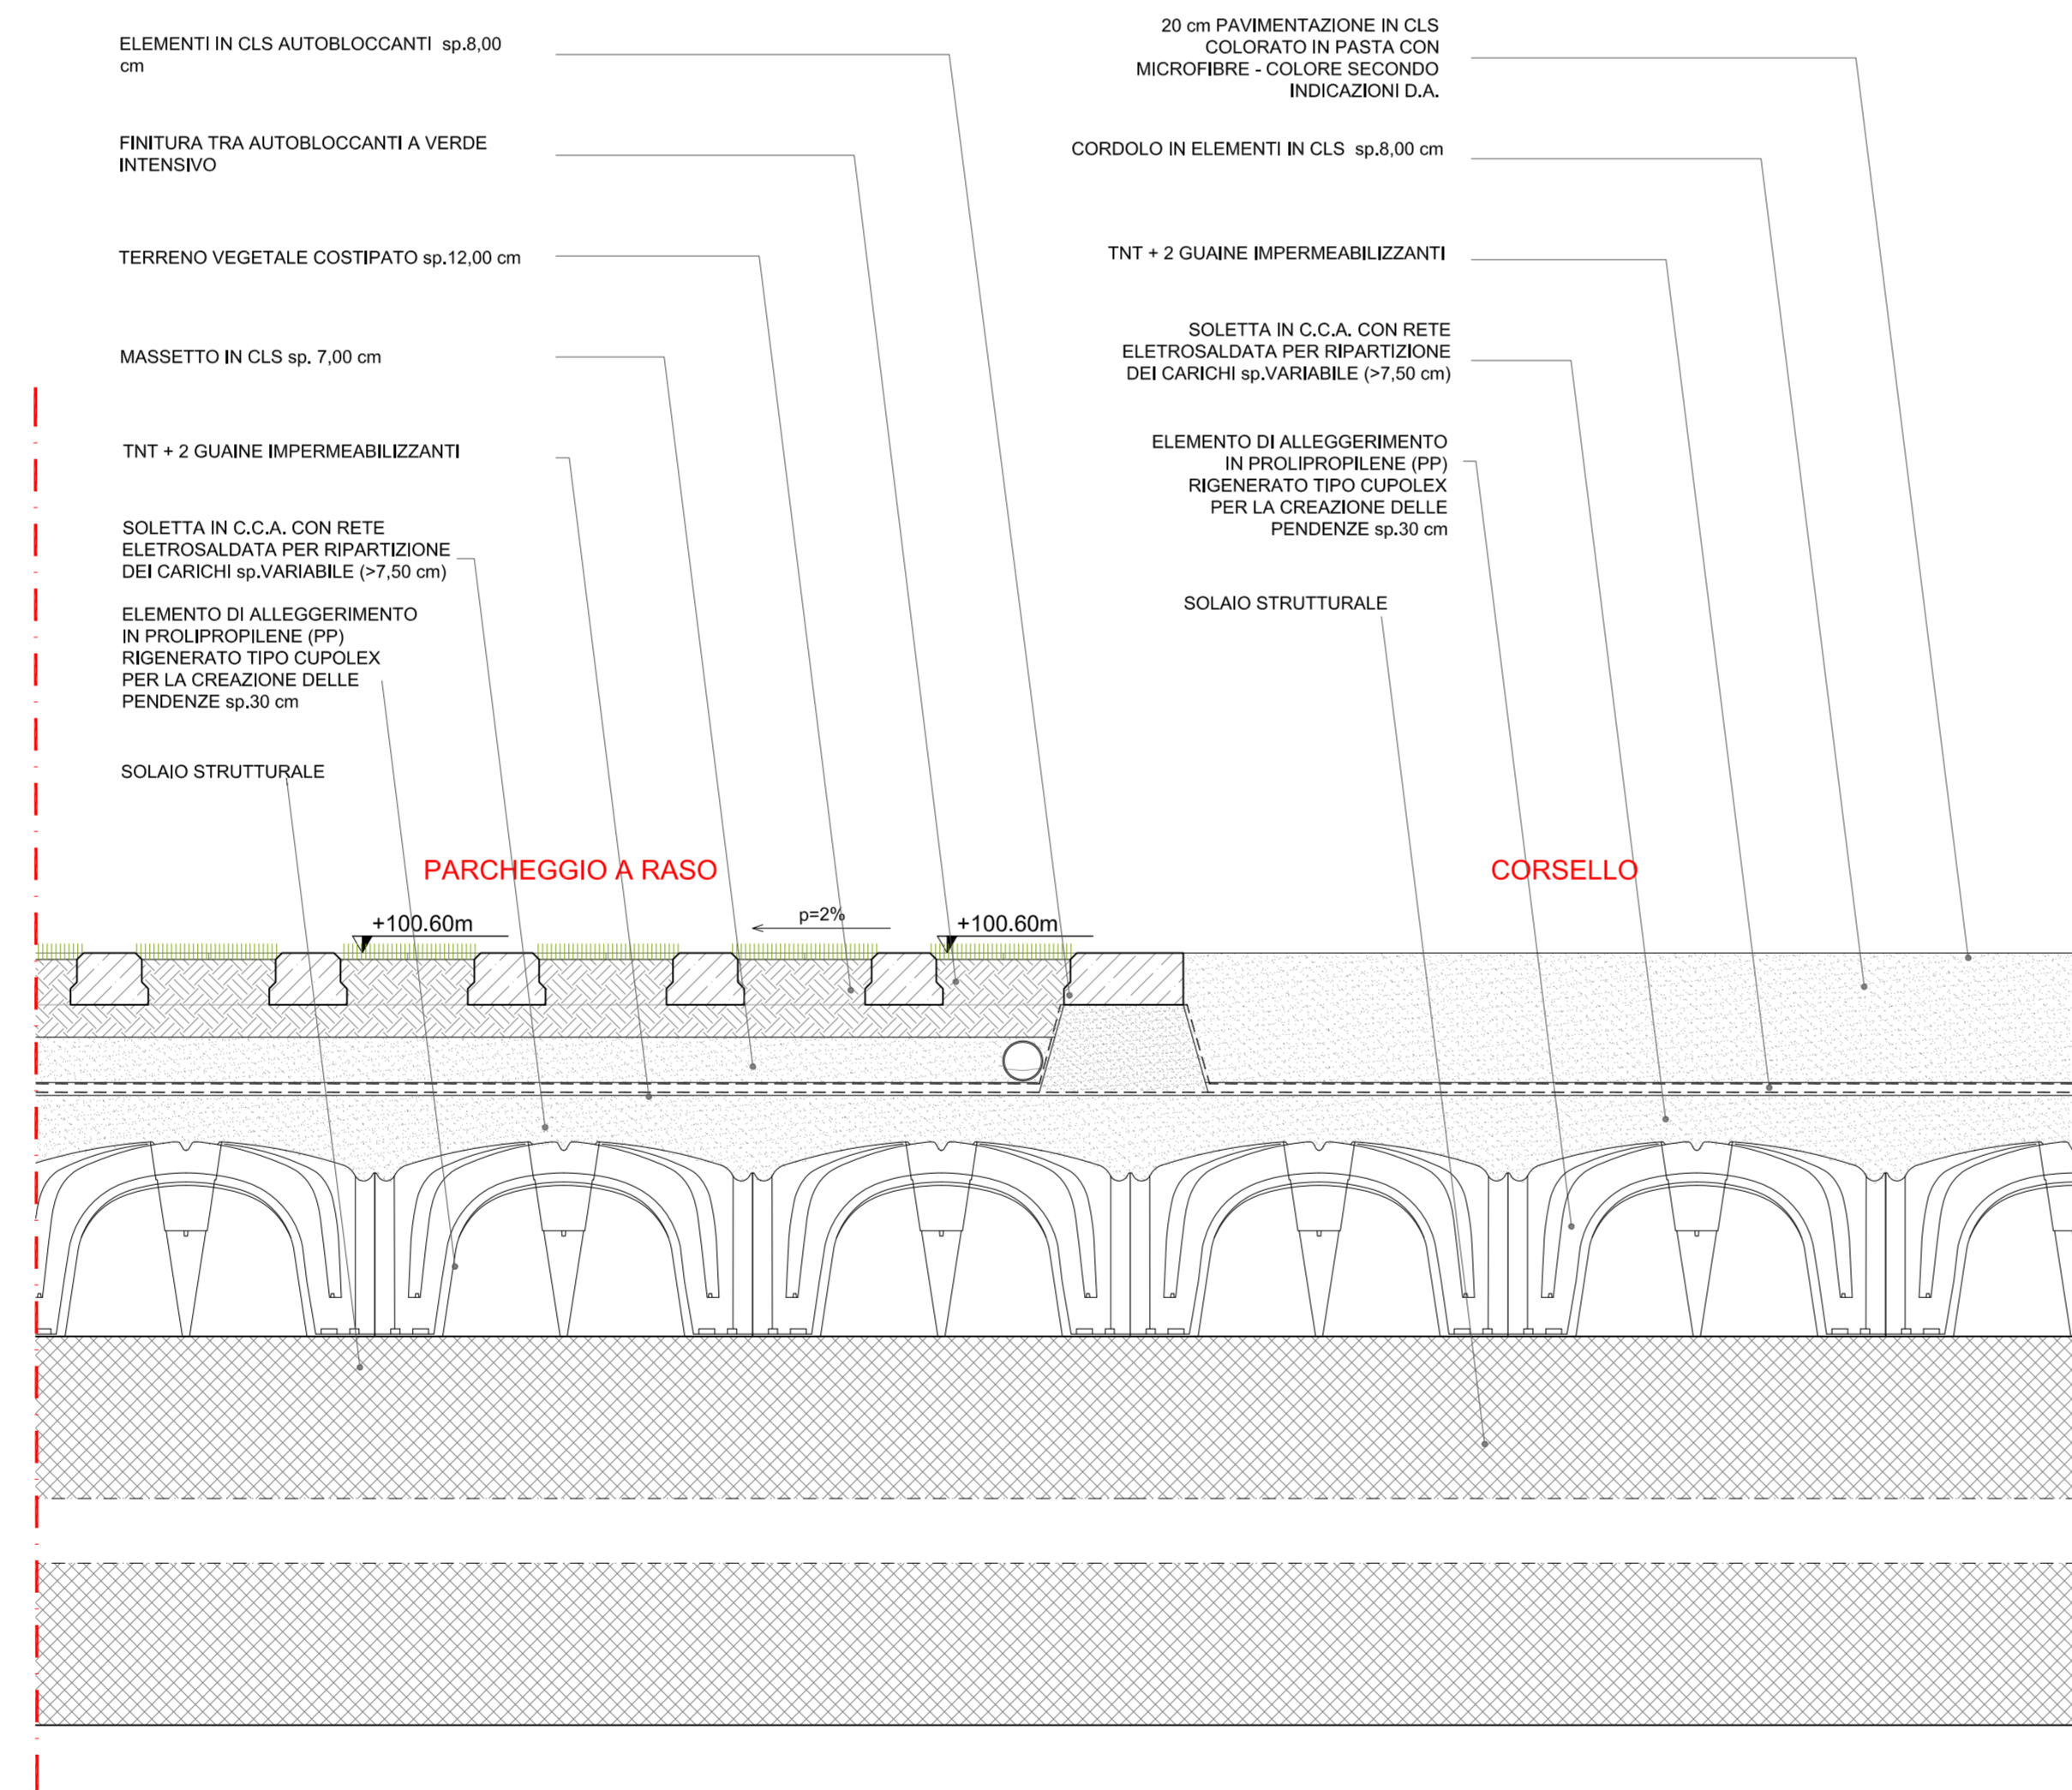 ELEMENTI IN CLS AUTOBLOCCANTI sp.8,00
cm
FINITURA TRA AUTOBLOCCANTI A VERDE
INTENSIVO
TERRENO VEGETALE COSTIPATO sp.12,00 cm
MASSETTO IN CLS sp. 7,00 cm
TNT + 2 GUAINE IMPERMEABILIZZANTI
SOLETTA IN C.C.A. CON RETE
ELETROSALDATA PER RIPARTIZIONE
DEI CARICHI sp.VARIABILE (>7,50 cm)
ELEMENTO DI ALLEGGERIMENTO
IN PROLIPROPILENE (PP)
RIGENERATO TIPO CUPOLEX
PER LA CREAZIONE DELLE
PENDENZE sp.30 cm
SOLAIO STRUTTURALE
20 cm PAVIMENTAZIONE IN CLS
COLORATO IN PASTA CON
MICROFIBRE - COLORE SECONDO
INDICAZIONI D.A.
CORDOLO IN ELEMENTI IN CLS sp.8,00 cm
TNT + 2 GUAINE IMPERMEABILIZZANTI
SOLETTA IN C.C.A. CON RETE
ELETROSALDATA PER RIPARTIZIONE
DEI CARICHI sp.VARIABILE (>7,50 cm)
ELEMENTO DI ALLEGGERIMENTO
IN PROLIPROPILENE (PP)
RIGENERATO TIPO CUPOLEX
PER LA CREAZIONE DELLE
PENDENZE sp.30 cm
SOLAIO STRUTTURALE
PARCHEGGIO A RASO
CORSELLO
+100.60m
p=2%
+100.60m